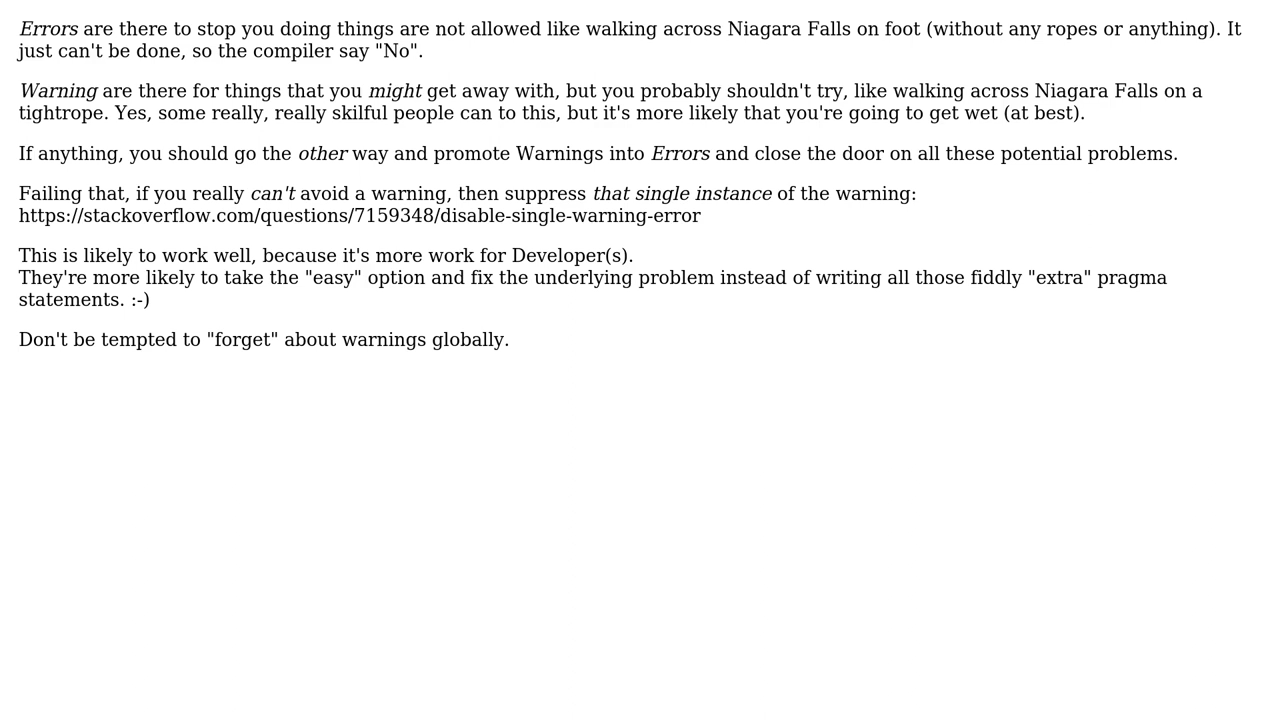 Errors are there to stop you doing things are not allowed like walking across Niagara Falls on foot (without any ropes or anything). It
just can't be done, so the compiler say "No".
Warning are there for things that you might get away with, but you probably shouldn't try, like walking across Niagara Falls on a
tightrope. Yes, some really, really skilful people can to this, but it's more likely that you're going to get wet (at best).
If anything, you should go the other way and promote Warnings into Errors and close the door on all these potential problems.
Failing that, if you really can't avoid a warning, then suppress that single instance of the warning:
https://stackoverflow.com/questions/7159348/disable-single-warning-error
This is likely to work well, because it's more work for Developer(s).
They're more likely to take the "easy" option and fix the underlying problem instead of writing all those fiddly "extra" pragma
statements. :-)
Don't be tempted to "forget" about warnings globally.